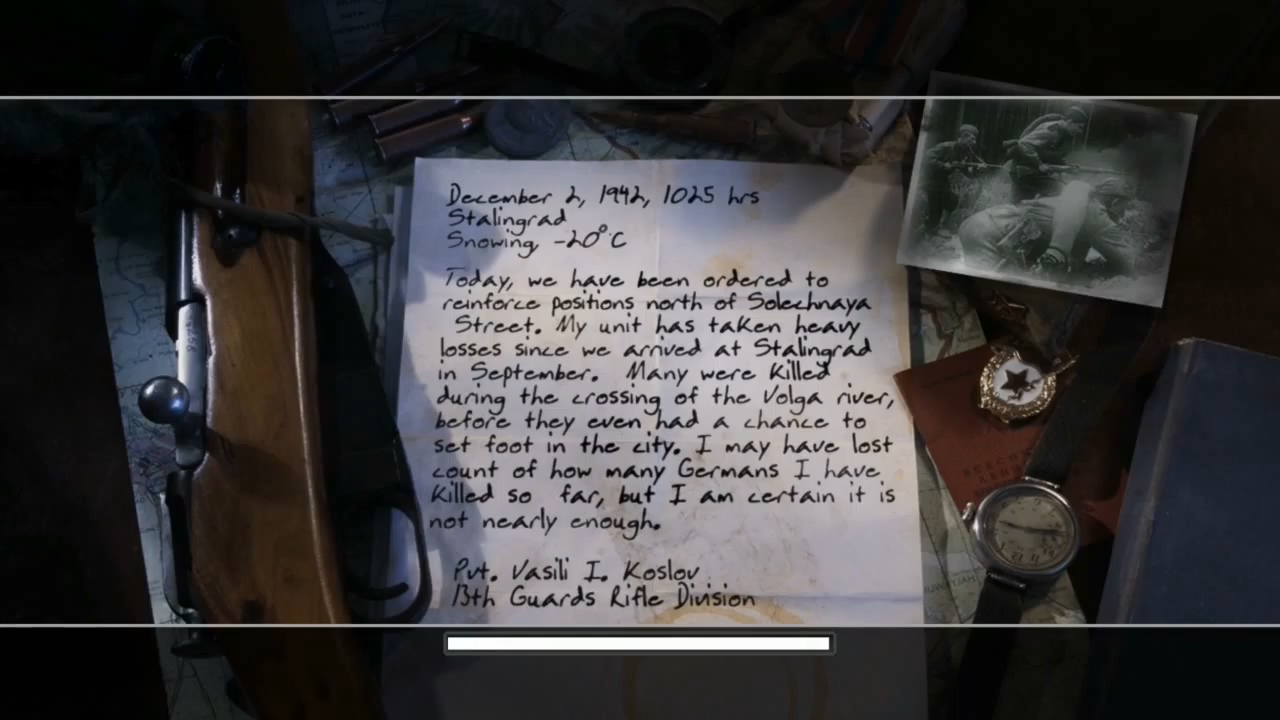 December 2, 1942, 1025 hrs
Stalingrad
Snowing, -20°C
Today, we have been ordered to
reinforce positions north of Solechnaya
Street. My unit has taken heavy
losses since we arrived at Stalingrad
in September. Many were killed
during the crossing of the Volga river,
before they even had a chance to
set foot in the city. I may have lost
count of how many Germans I have
killed so far, but I am certain it is
not nearly enough.
Pvt. Vasili I. Koslov
13th Guards Rifle Division